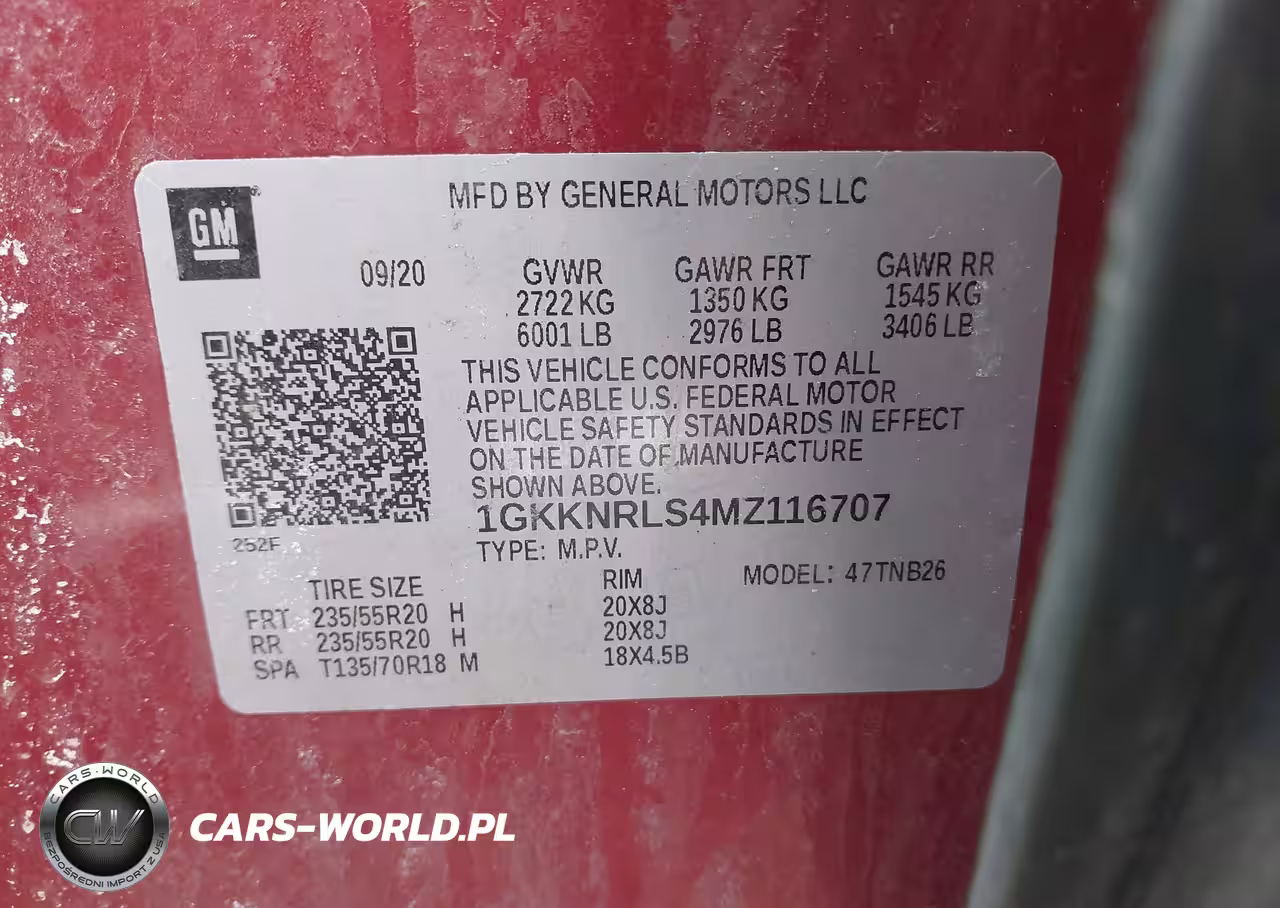 GM
MFD BY GENERAL MOTORS LLC
09/20 GVWR GAWR FRT GAWR RR
2722 KG 1350 KG 1545 KG
6001 LB 2976 LB 3406 LB
THIS VEHICLE CONFORMS TO ALL
APPLICABLE U.S. FEDERAL MOTOR
VEHICLE SAFETY STANDARDS IN EFFECT
ON THE DATE OF MANUFACTURE
SHOWN ABOVE.
1GKKNRLS4MZ116707
252F
TYPE: M.P.V.
TIRE SIZE RIM MODEL: 47TNB26
FRT 235/55R20 H 20X8J
RR 235/55R20 H 20X8J
SPA T135/70R18 M 18X4.5B
CARS-WORLD
CW
BEZPOŚREDNI IMPORT Z USA
CARS-WORLD.PL